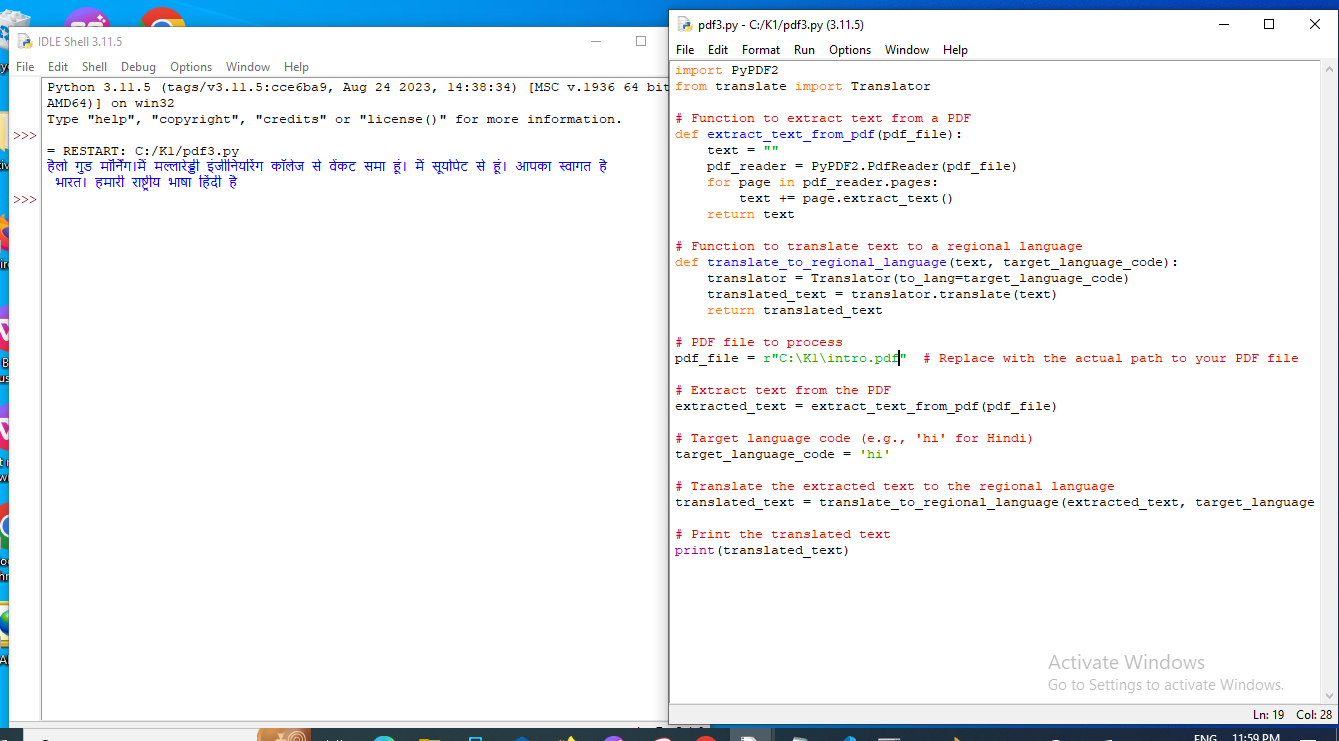 IDLE Shell 3.11.5
File Edit Shell Debug Options Window Help
Python 3.11.5 (tags/v3.11.5:cce6ba9, Aug 24 2023, 14:38:34) [MSC v.1936 64 bit
AMD64)] on win32
Type "help", "copyright", "credits" or "license()" for more information.
>>>
= RESTART: C:/K1/pdf3.py
हेलो गुड मॉर्निंग।में मल्लारेड्डी इंजीनियरिंग कॉलेज से वेंकट समा हूं। में सूर्यापेट से हूं। आपका स्वागत हे
भारत। हमारी राष्ट्रीय भाषा हिंदी हे
>>>
pdf3.py - C:/K1/pdf3.py (3.11.5)
File Edit Format Run Options Window Help
import PyPDF2
from translate import Translator
# Function to extract text from a PDF
def extract_text_from_pdf(pdf_file):
text = ""
pdf_reader = PyPDF2.PdfReader(pdf_file)
for page in pdf_reader.pages:
text += page.extract_text()
return text
# Function to translate text to a regional language
def translate_to_regional_language(text, target_language_code):
translator = Translator(to_lang=target_language_code)
translated_text = translator.translate(text)
return translated_text
# PDF file to process
pdf_file = r"C:\K1\intro.pdf" # Replace with the actual path to your PDF file
# Extract text from the PDF
extracted_text = extract_text_from_pdf(pdf_file)
# Target language code (e.g., 'hi' for Hindi)
target_language_code = 'hi'
# Translate the extracted text to the regional language
translated_text = translate_to_regional_language(extracted_text, target_language
# Print the translated text
print(translated_text)
Activate Windows
Go to Settings to activate Windows.
Ln: 19 Col: 28
ENG 11:59 PM